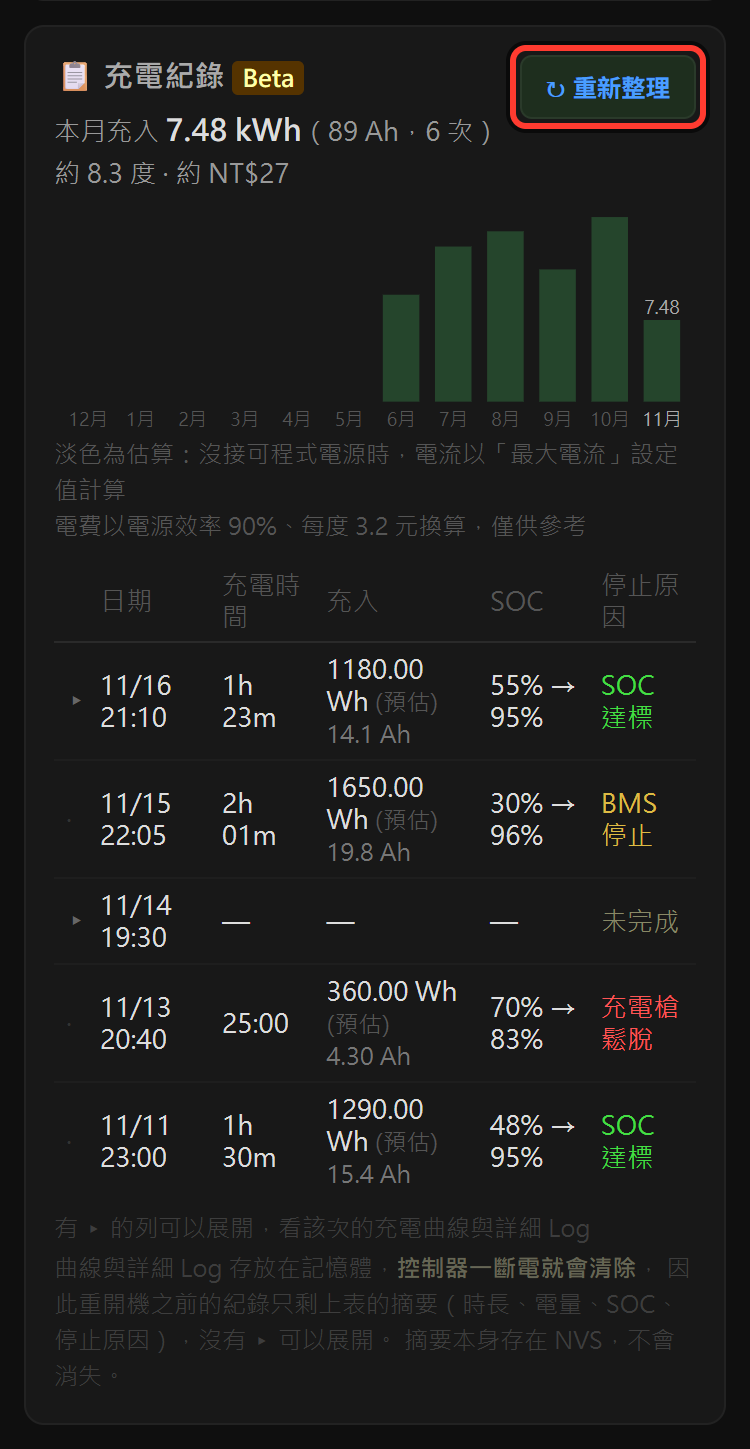 📋 充電紀錄 Beta
↻ 重新整理
本月充入 7.48 kWh（89 Ah，6 次）
約 8.3 度 · 約 NT$27
7.48
12月 1月 2月 3月 4月 5月 6月 7月 8月 9月 10月 11月
淡色為估算：沒接可程式電源時，電流以「最大電流」設定
值計算
電費以電源效率 90%、每度 3.2 元換算，僅供參考
日期 充電時間 充入 SOC 停止原因
▸ 11/16 21:10 1h 23m 1180.00 Wh (預估) 14.1 Ah 55% → 95% SOC 達標
· 11/15 22:05 2h 01m 1650.00 Wh (預估) 19.8 Ah 30% → 96% BMS 停止
▸ 11/14 19:30 — — — 未完成
· 11/13 20:40 25:00 360.00 Wh (預估) 4.30 Ah 70% → 83% 充電槍鬆脫
· 11/11 23:00 1h 30m 1290.00 Wh (預估) 15.4 Ah 48% → 95% SOC 達標
有 ▸ 的列可以展開，看該次的充電曲線與詳細 Log
曲線與詳細 Log 存放在記憶體，控制器一斷電就會清除， 因
此重開機之前的紀錄只剩上表的摘要（時長、電量、SOC、
停止原因），沒有 ▸ 可以展開。 摘要本身存在 NVS，不會
消失。